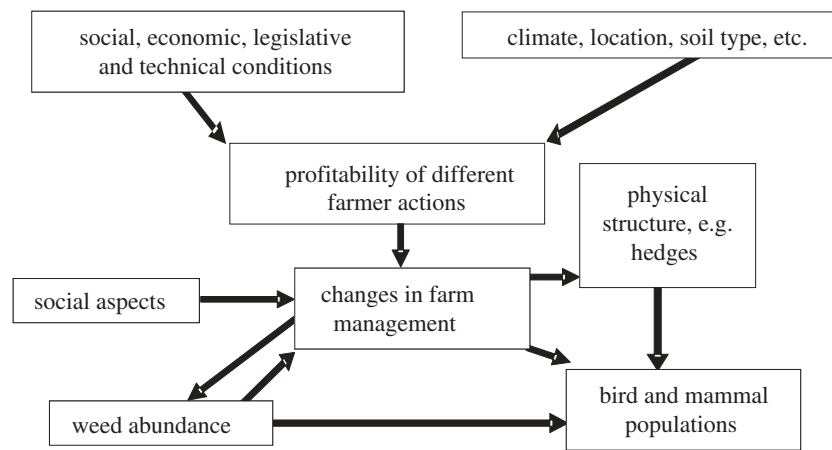 social, economic, legislative
and technical conditions
climate, location, soil type, etc.
profitability of different
farmer actions
physical
structure, e.g.
hedges
social aspects
changes in farm
management
weed abundance
bird and mammal
populations